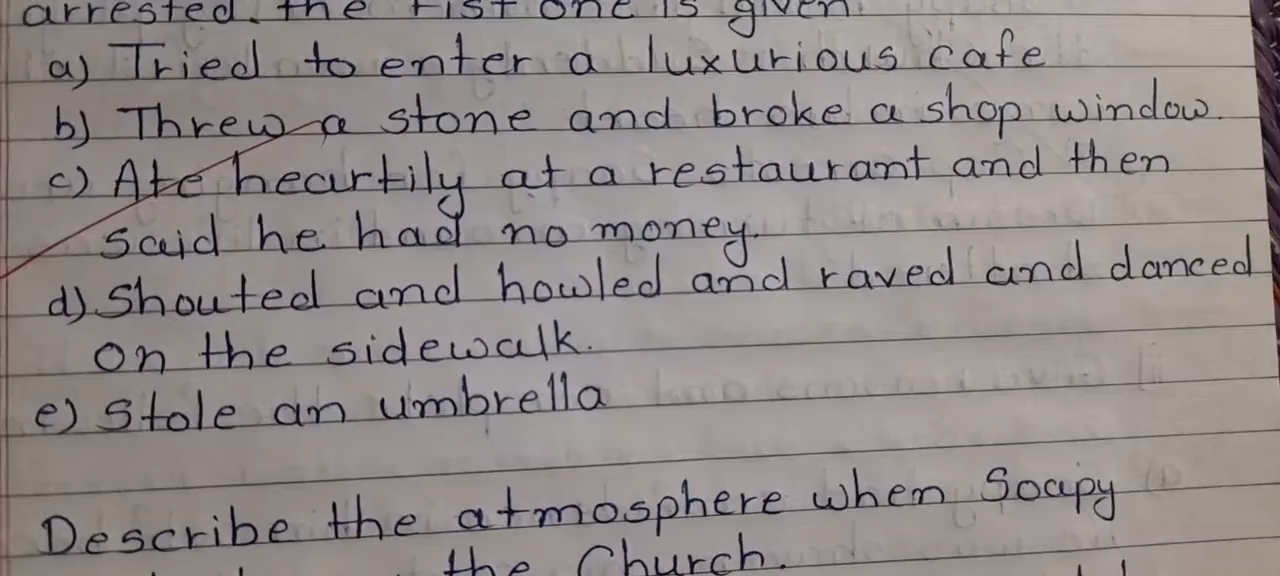 arrested. the fist one is given.
a) Tried to enter a luxurious cafe
b) Threw a stone and broke a shop window.
c) Ate heartily at a restaurant and then
said he had no money.
d) Shouted and howled and raved and danced
on the sidewalk.
e) Stole an umbrella
Describe the atmosphere when Soapy
the Church.